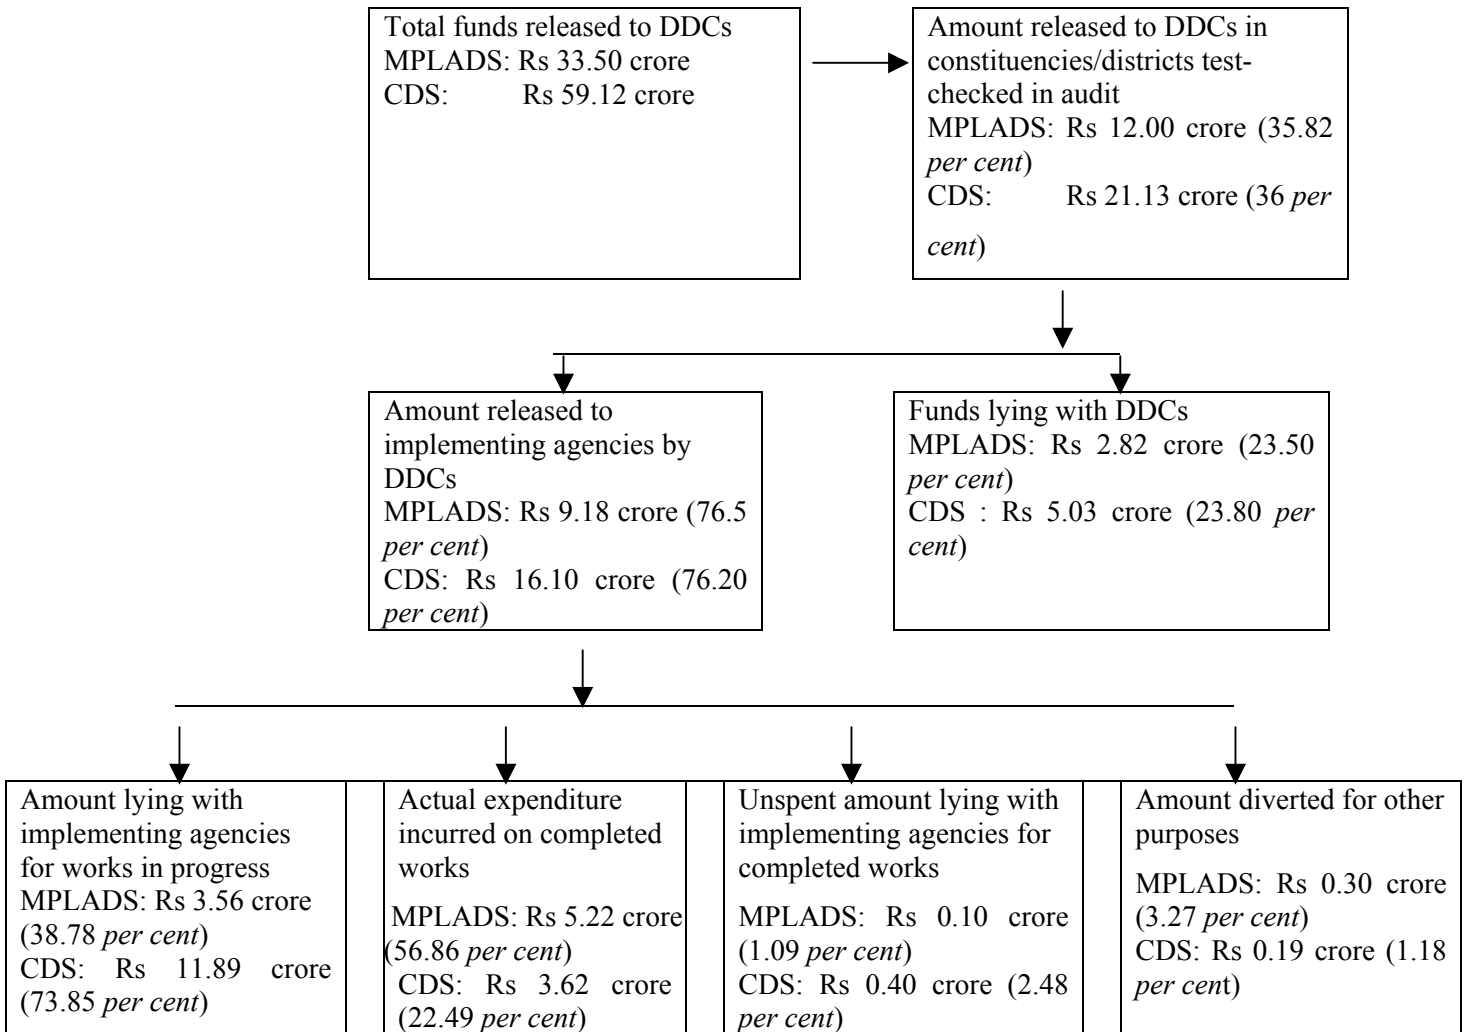 Total funds released to DDCs
MPLADS: Rs 33.50 crore
CDS: Rs 59.12 crore
Amount released to DDCs in
constituencies/districts test-
checked in audit
MPLADS: Rs 12.00 crore (35.82
per cent)
CDS: Rs 21.13 crore (36 per
cent)
Amount released to
implementing agencies by
DDCs
MPLADS: Rs 9.18 crore (76.5
per cent)
CDS: Rs 16.10 crore (76.20
per cent)
Funds lying with DDCs
MPLADS: Rs 2.82 crore (23.50
per cent)
CDS : Rs 5.03 crore (23.80 per
cent)
Amount lying with
implementing agencies
for works in progress
MPLADS: Rs 3.56 crore
(38.78 per cent)
CDS: Rs 11.89 crore
(73.85 per cent)
Actual expenditure
incurred on completed
works
MPLADS: Rs 5.22 crore
(56.86 per cent)
CDS: Rs 3.62 crore
(22.49 per cent)
Unspent amount lying with
implementing agencies for
completed works
MPLADS: Rs 0.10 crore
(1.09 per cent)
CDS: Rs 0.40 crore (2.48
per cent)
Amount diverted for other
purposes
MPLADS: Rs 0.30 crore
(3.27 per cent)
CDS: Rs 0.19 crore (1.18
per cent)